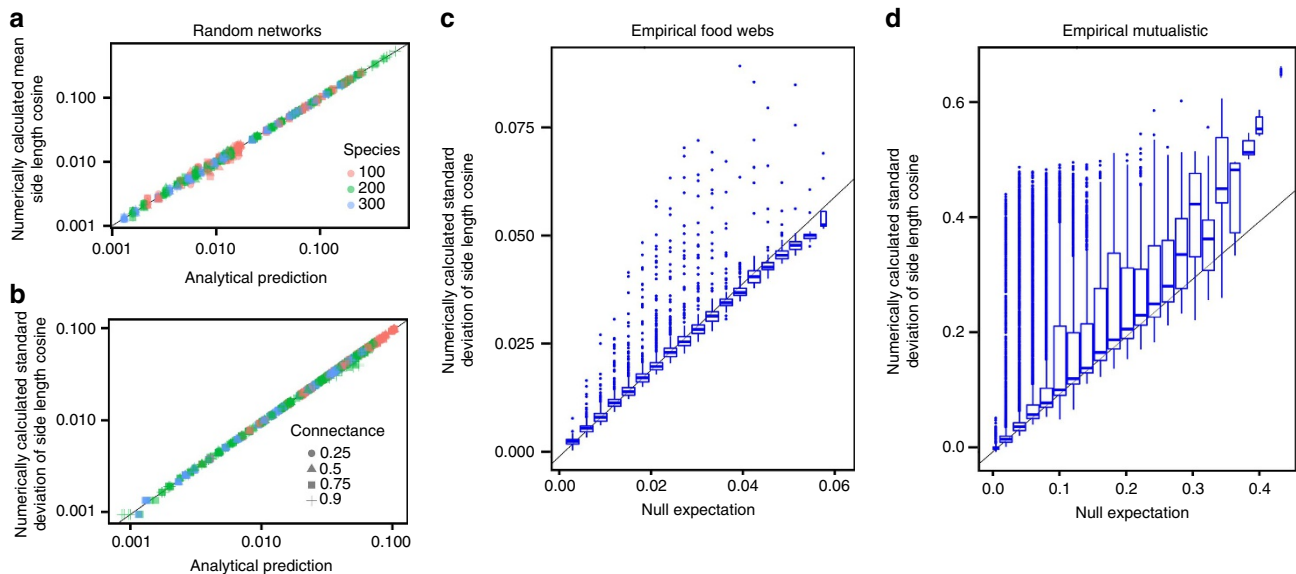 a
Random networks
Numerically calculated mean
side length cosine
0.100
0.010
0.001
Species
100
200
300
0.001
0.010
0.100
Analytical prediction
b
Numerically calculated standard
deviation of side length cosine
0.100
0.010
0.001
Connectance
0.25
0.5
0.75
0.9
0.001
0.010
0.100
Analytical prediction
c
Empirical food webs
Numerically calculated standard
deviation of side length cosine
0.075
0.050
0.025
0.000
0.00
0.02
0.04
0.06
Null expectation
d
Empirical mutualistic
Numerically calculated standard
deviation of side length cosine
0.6
0.4
0.2
0.0
0.0
0.1
0.2
0.3
0.4
Null expectation